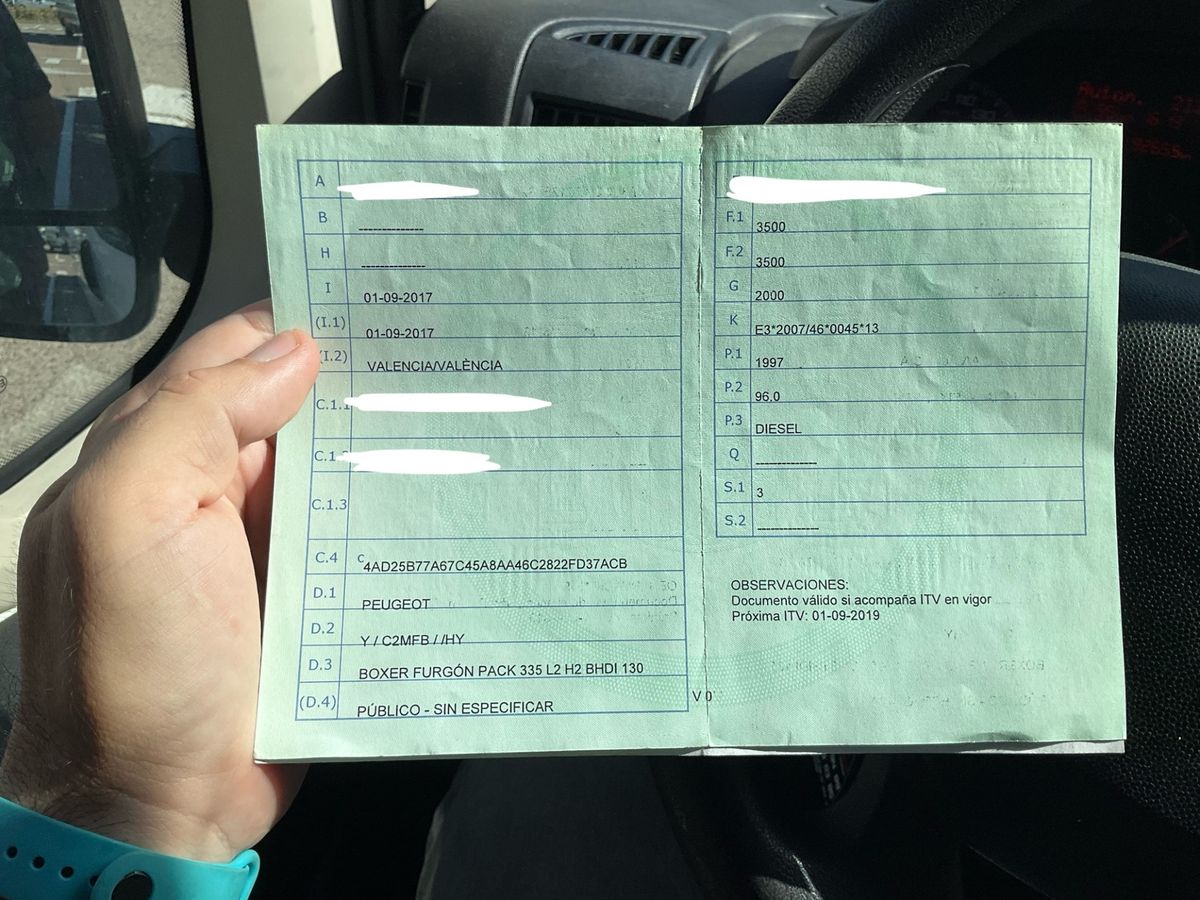 A
B --------------
H --------------
I 01-09-2017
(I.1) 01-09-2017
(I.2) VALENCIA/VALÈNCIA
C.1.1
C.1.
C.1.3
C.4 c4AD25B77A67C45A8AA46C2822FD37ACB
D.1 PEUGEOT
D.2 Y / C2MFB / /HY
D.3 BOXER FURGÓN PACK 335 L2 H2 BHDI 130
(D.4) PÚBLICO - SIN ESPECIFICAR
V 0
F.1 3500
F.2 3500
G 2000
K E3*2007/46*0045*13
P.1 1997
P.2 96.0
P.3 DIESEL
Q --------------
S.1 3
S.2 --------------
OBSERVACIONES:
Documento válido si acompaña ITV en vigor
Próxima ITV: 01-09-2019
Auton.